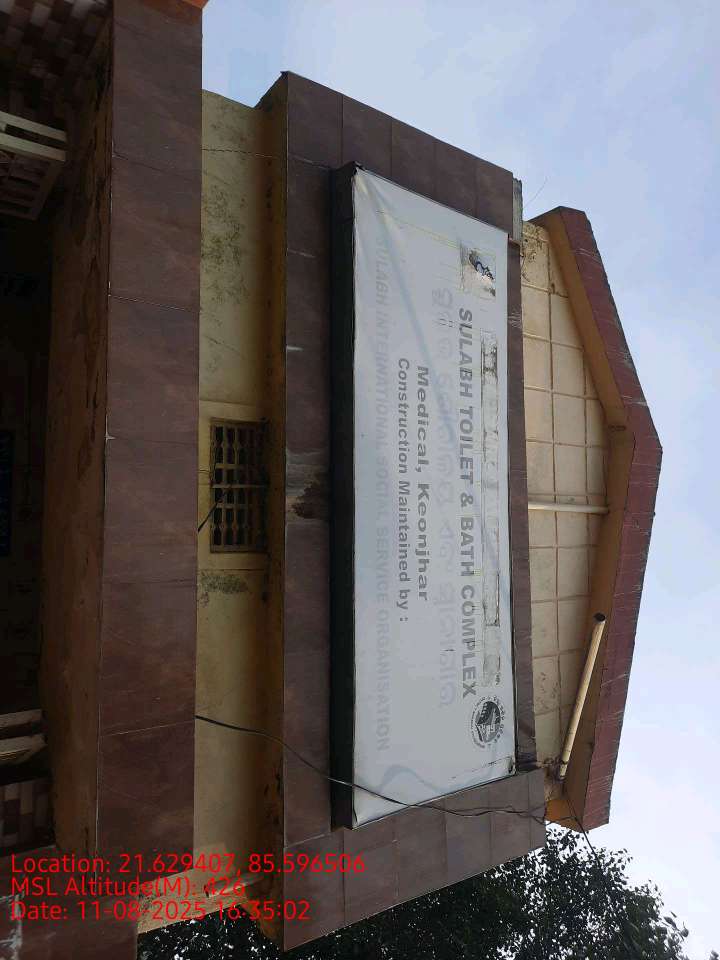 SULABH TOILET & BATH COMPLEX
Medical, Keonjhar
Construction Maintained by :
SULABH INTERNATIONAL SOCIAL SERVICE ORGANISATION
Location: 21.629407, 85.596506
MSL Altitude(M): 426
Date: 11-08-2025 16:35:02